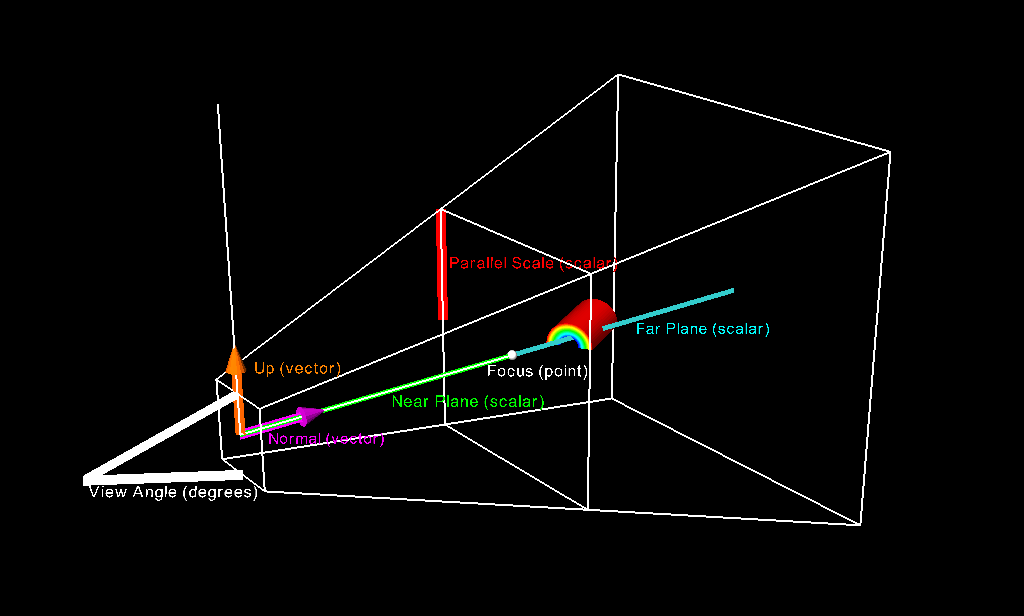 Parallel Scale (scalar)
Far Plane (scalar)
Up (vector)
Focus (point)
Near Plane (scalar)
Normal (vector)
View Angle (degrees)